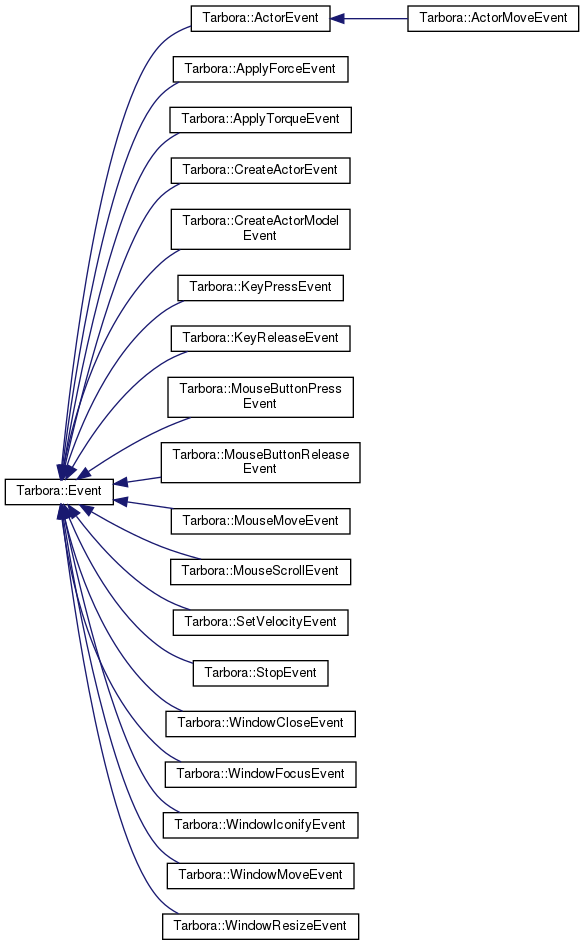 Tarbora::ActorEvent
Tarbora::ActorMoveEvent
Tarbora::ApplyForceEvent
Tarbora::ApplyTorqueEvent
Tarbora::CreateActorEvent
Tarbora::CreateActorModel
Event
Tarbora::KeyPressEvent
Tarbora::KeyReleaseEvent
Tarbora::MouseButtonPress
Event
Tarbora::MouseButtonRelease
Event
Tarbora::Event
Tarbora::MouseMoveEvent
Tarbora::MouseScrollEvent
Tarbora::SetVelocityEvent
Tarbora::StopEvent
Tarbora::WindowCloseEvent
Tarbora::WindowFocusEvent
Tarbora::WindowIconifyEvent
Tarbora::WindowMoveEvent
Tarbora::WindowResizeEvent